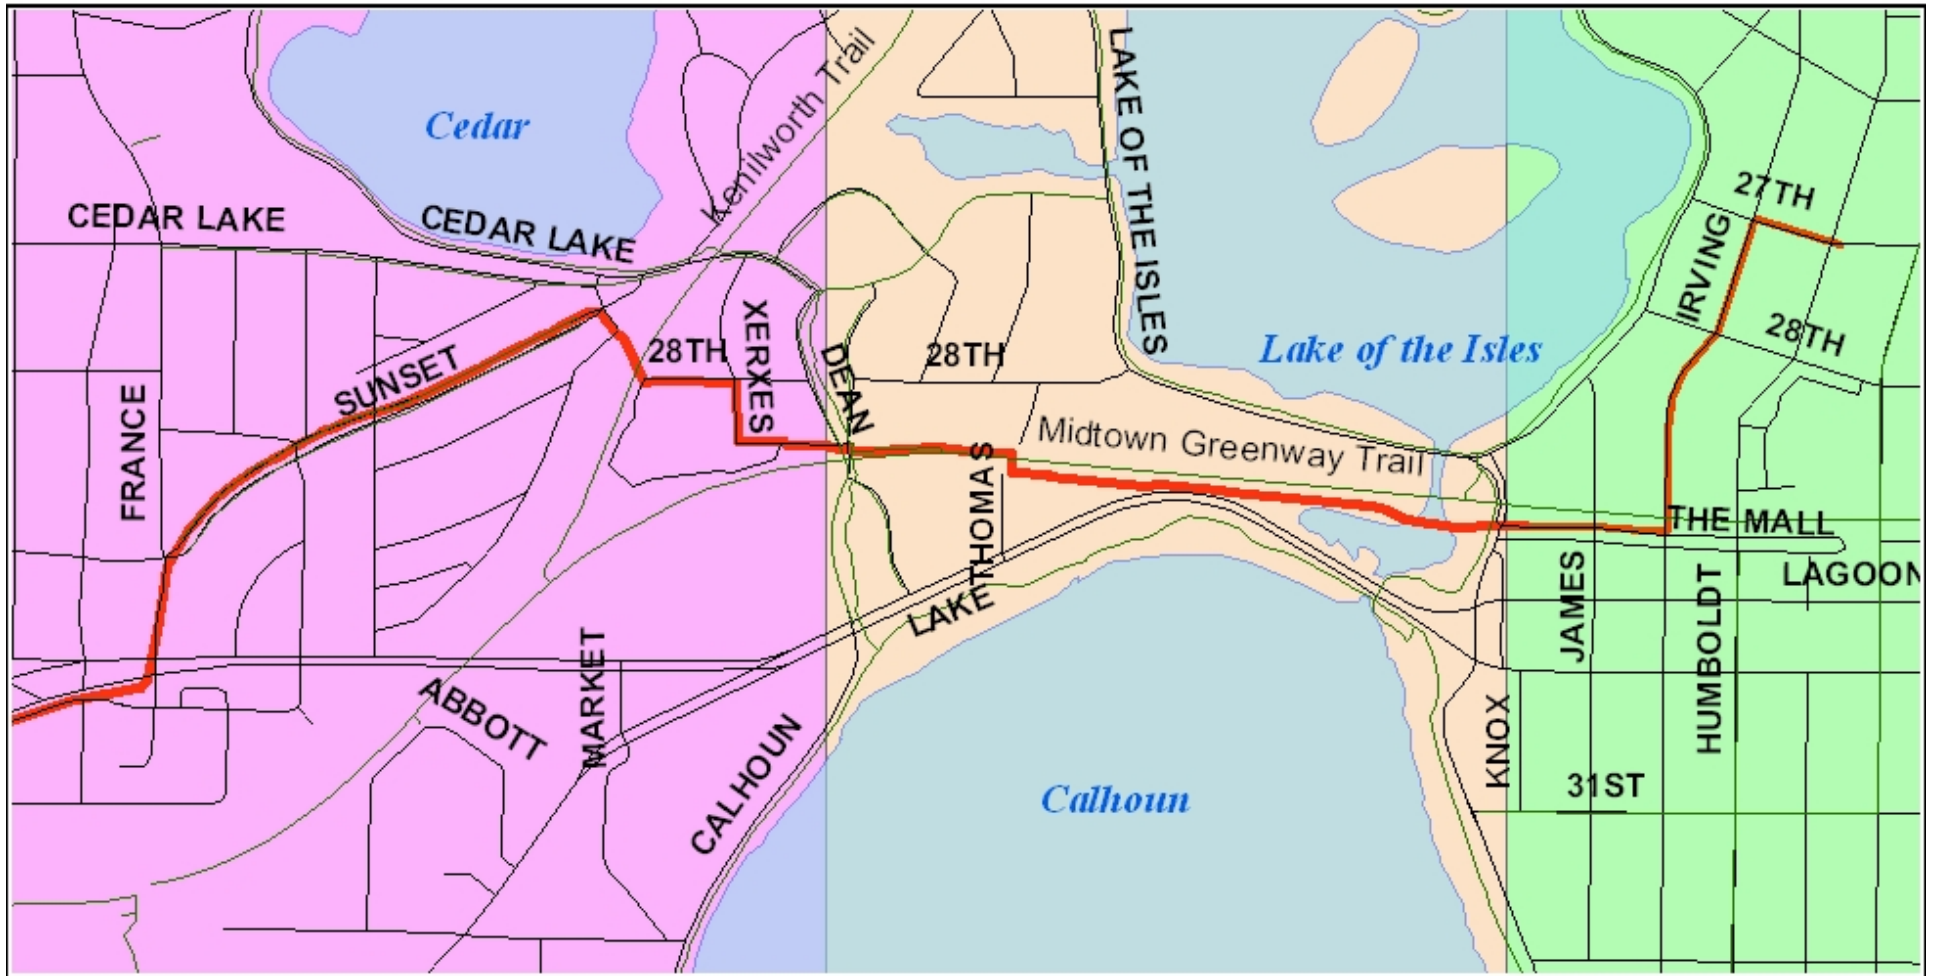 Kenilworth Trail
LAKE OF THE ISLES
Cedar
27TH
CEDAR LAKE
CEDAR LAKE
IRVING
28TH
XERXES
28TH
DEAN
28TH
Lake of the Isles
SUNSET
FRANCE
Midtown Greenway Trail
THOMAS
THE MALL
LAGOON
JAMES
HUMBOLDT
LAKE
MARKET
ABBOTT
CALHOUN
KNOX
31ST
Calhoun